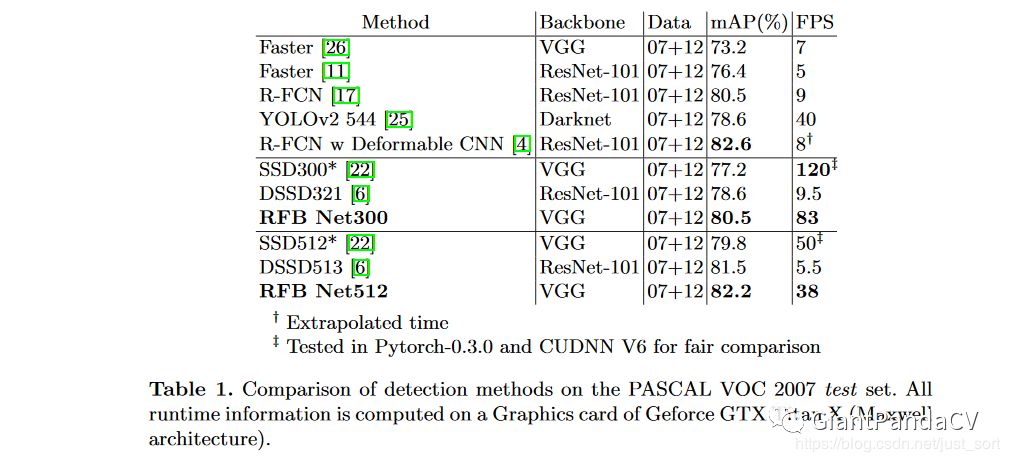 Method Backbone Data mAP(%) FPS
Faster [26] VGG 07+12 73.2 7
Faster [11] ResNet-101 07+12 76.4 5
R-FCN [17] ResNet-101 07+12 80.5 9
YOLOv2 544 [25] Darknet 07+12 78.6 40
R-FCN w Deformable CNN [4] ResNet-101 07+12 82.6 8†
SSD300* [22] VGG 07+12 77.2 120‡
DSSD321 [6] ResNet-101 07+12 78.6 9.5
RFB Net300 VGG 07+12 80.5 83
SSD512* [22] VGG 07+12 79.8 50‡
DSSD513 [6] ResNet-101 07+12 81.5 5.5
RFB Net512 VGG 07+12 82.2 38
† Extrapolated time
‡ Tested in Pytorch-0.3.0 and CUDNN V6 for fair comparison
Table 1. Comparison of detection methods on the PASCAL VOC 2007 test set. All
runtime information is computed on a Graphics card of Geforce GTX Titan X (Maxwell
architecture).
GiantPandaCV
https://blog.csdn.net/just_sort